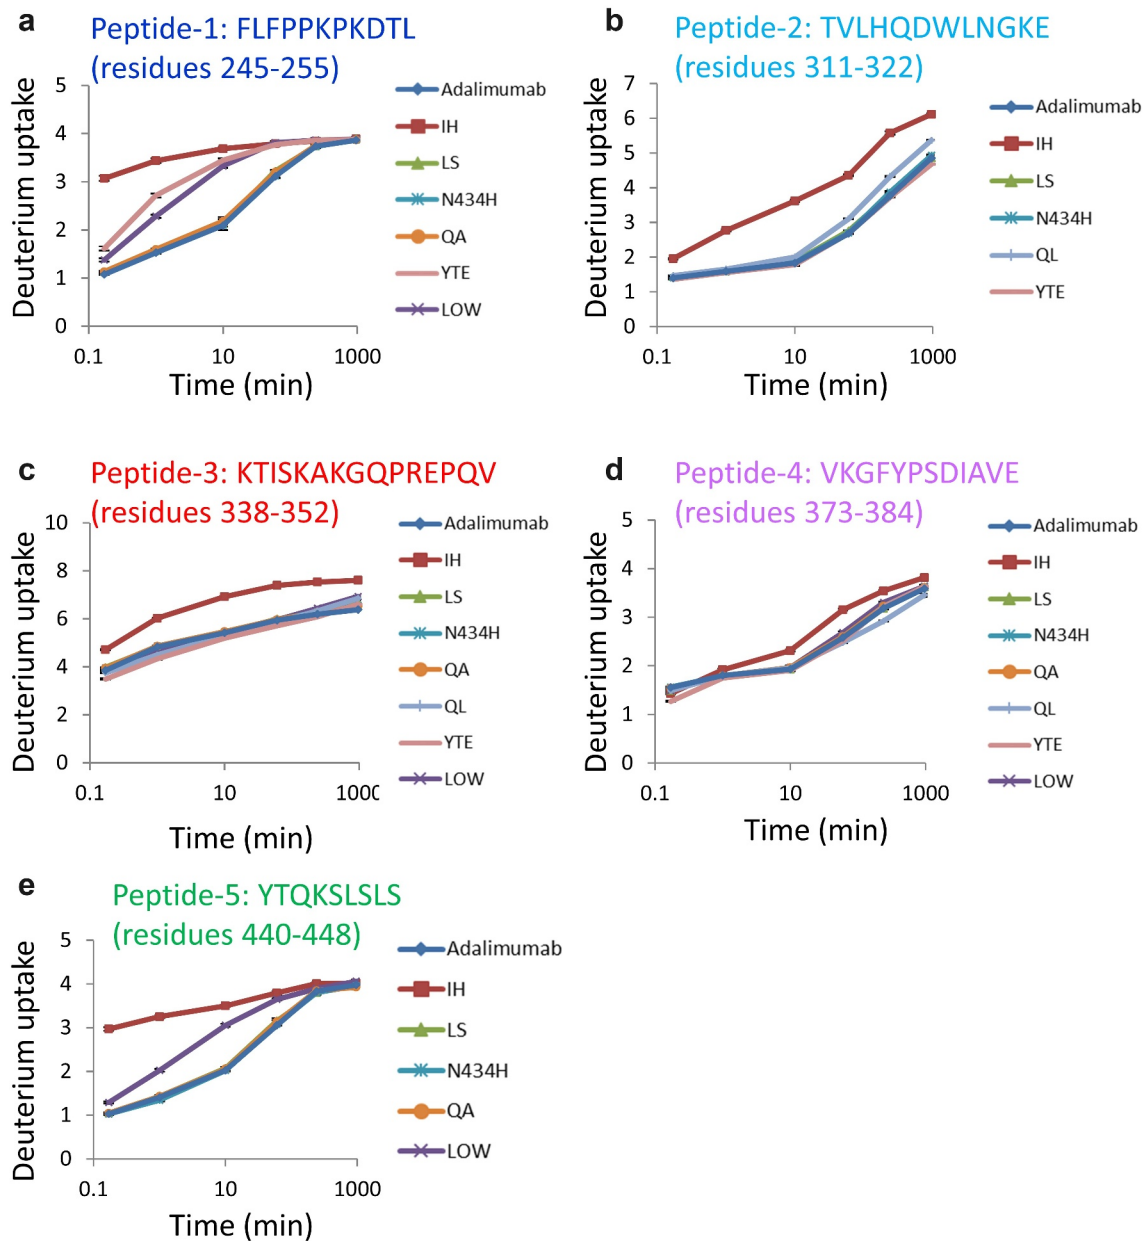 a
Peptide-1: FLFPPKPKDTL
(residues 245-255)
Deuterium uptake
5
4
3
2
1
0
0.1
10
1000
Time (min)
Adalimumab
IH
LS
N434H
QA
YTE
LOW
b
Peptide-2: TVLHQDWLNGKE
(residues 311-322)
Deuterium uptake
7
6
5
4
3
2
1
0
0.1
10
1000
Time (min)
Adalimumab
IH
LS
N434H
QL
YTE
c
Peptide-3: KTISKAKGQPREPQV
(residues 338-352)
Deuterium uptake
10
8
6
4
2
0
0.1
10
1000
Time (min)
Adalimumab
IH
LS
N434H
QA
QL
YTE
LOW
d
Peptide-4: VKGFYPSDIAVE
(residues 373-384)
Deuterium uptake
5
4
3
2
1
0
0.1
10
1000
Time (min)
Adalimumab
IH
LS
N434H
QA
QL
YTE
LOW
e
Peptide-5: YTQKSLSLS
(residues 440-448)
Deuterium uptake
5
4
3
2
1
0
0.1
10
1000
Time (min)
Adalimumab
IH
LS
N434H
QA
LOW